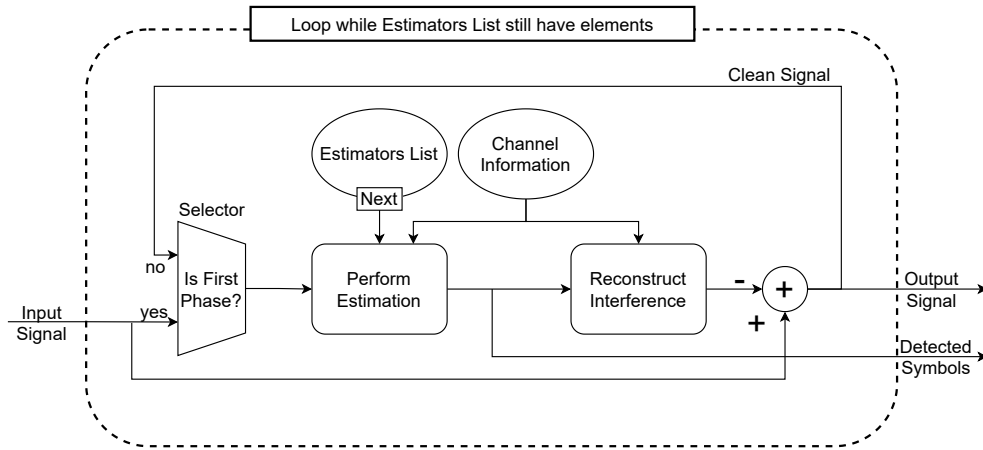 Loop while Estimators List still have elements
Clean Signal
Estimators List
Next
Channel
Information
Selector
no
Is First
Phase?
yes
Perform
Estimation
Reconstruct
Interference
-
+
+
Input
Signal
Output
Signal
Detected
Symbols